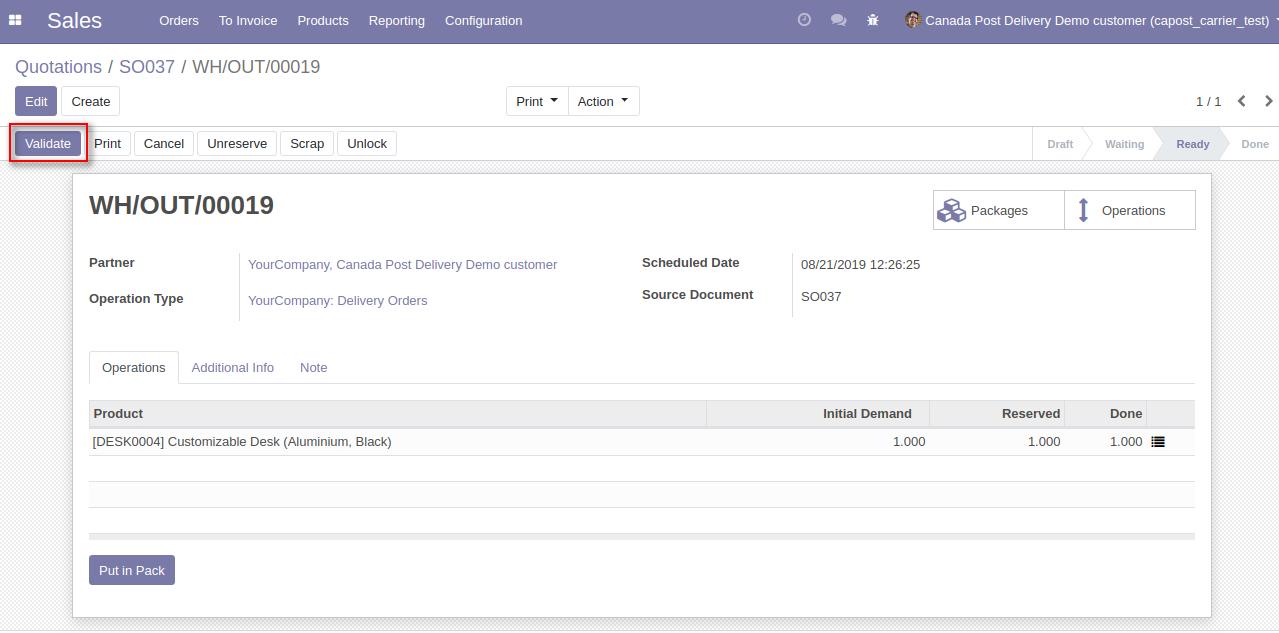 Sales Orders To Invoice Products Reporting Configuration Canada Post Delivery Demo customer (capost_carrier_test)
Quotations / SO037 / WH/OUT/00019
Edit Create Print Action 1 / 1
Validate Print Cancel Unreserve Scrap Unlock Draft Waiting Ready Done
WH/OUT/00019
Packages Operations
Partner YourCompany, Canada Post Delivery Demo customer Scheduled Date 08/21/2019 12:26:25
Operation Type YourCompany: Delivery Orders Source Document SO037
Operations Additional Info Note
Product Initial Demand Reserved Done
[DESK0004] Customizable Desk (Aluminium, Black) 1.000 1.000 1.000
Put in Pack